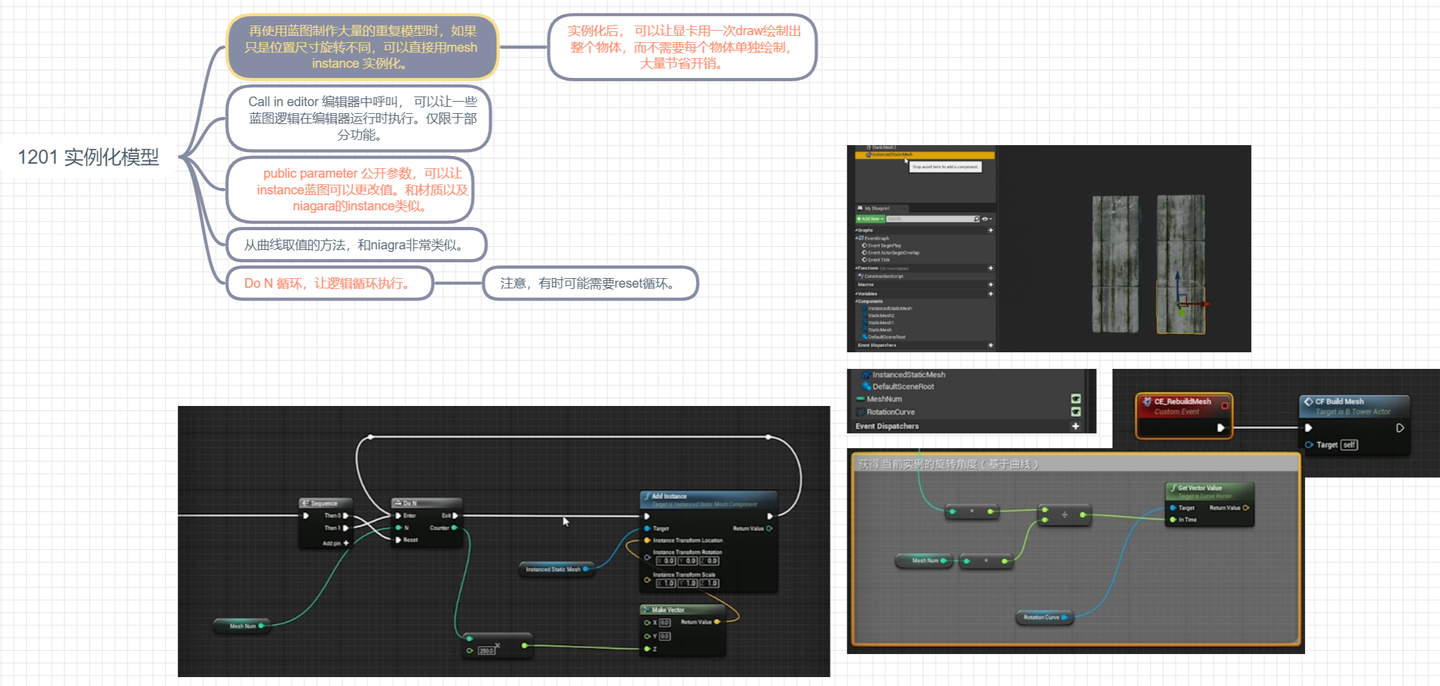 1201 实例化模型
再使用蓝图制作大量的重复模型时，如果
只是位置尺寸旋转不同，可以直接用mesh
instance 实例化。
实例化后， 可以让显卡用一次draw绘制出
整个物体，而不需要每个物体单独绘制，
大量节省开销。
Call in editor 编辑器中呼叫， 可以让一些
蓝图逻辑在编辑器运行时执行。仅限于部
分功能。
public parameter 公开参数，可以让
instance蓝图可以更改值。和材质以及
niagara的instance类似。
从曲线取值的方法，和niagra非常类似。
Do N 循环，让逻辑循环执行。
注意，有时可能需要reset循环。
StaticMesh2
InstancedStaticMesh
Drop asset here to add a component.
My Blueprint
Add New
Search
Graphs
EventGraph
Event BeginPlay
Event ActorBeginOverlap
Event Tick
Functions
ConstructionScript
Macros
Variables
Components
InstancedStaticMesh
StaticMesh2
StaticMesh1
StaticMesh
DefaultSceneRoot
Event Dispatchers
InstancedStaticMesh
DefaultSceneRoot
MeshNum
RotationCurve
Event Dispatchers
CE_RebuildMesh
Custom Event
CF Build Mesh
Target is B Tower Actor
Target self
获得 当前实例的旋转角度（基于曲线）
Get Vector Value
Target is Curve Vector
Target Return Value
In Time
Mesh Num
Rotation Curve
Sequence
Then 0
Then 1
Add pin
Do N
Enter Exit
N Counter
Reset
Add Instance
Target is Instanced Static Mesh Component
Target Return Value
Instance Transform Location
Instance Transform Rotation
X 0.0 Y 0.0 Z 0.0
Instance Transform Scale
X 1.0 Y 1.0 Z 1.0
Instanced Static Mesh
Mesh Num
250.0
Make Vector
X 0.0 Return Value
Y 0.0
Z